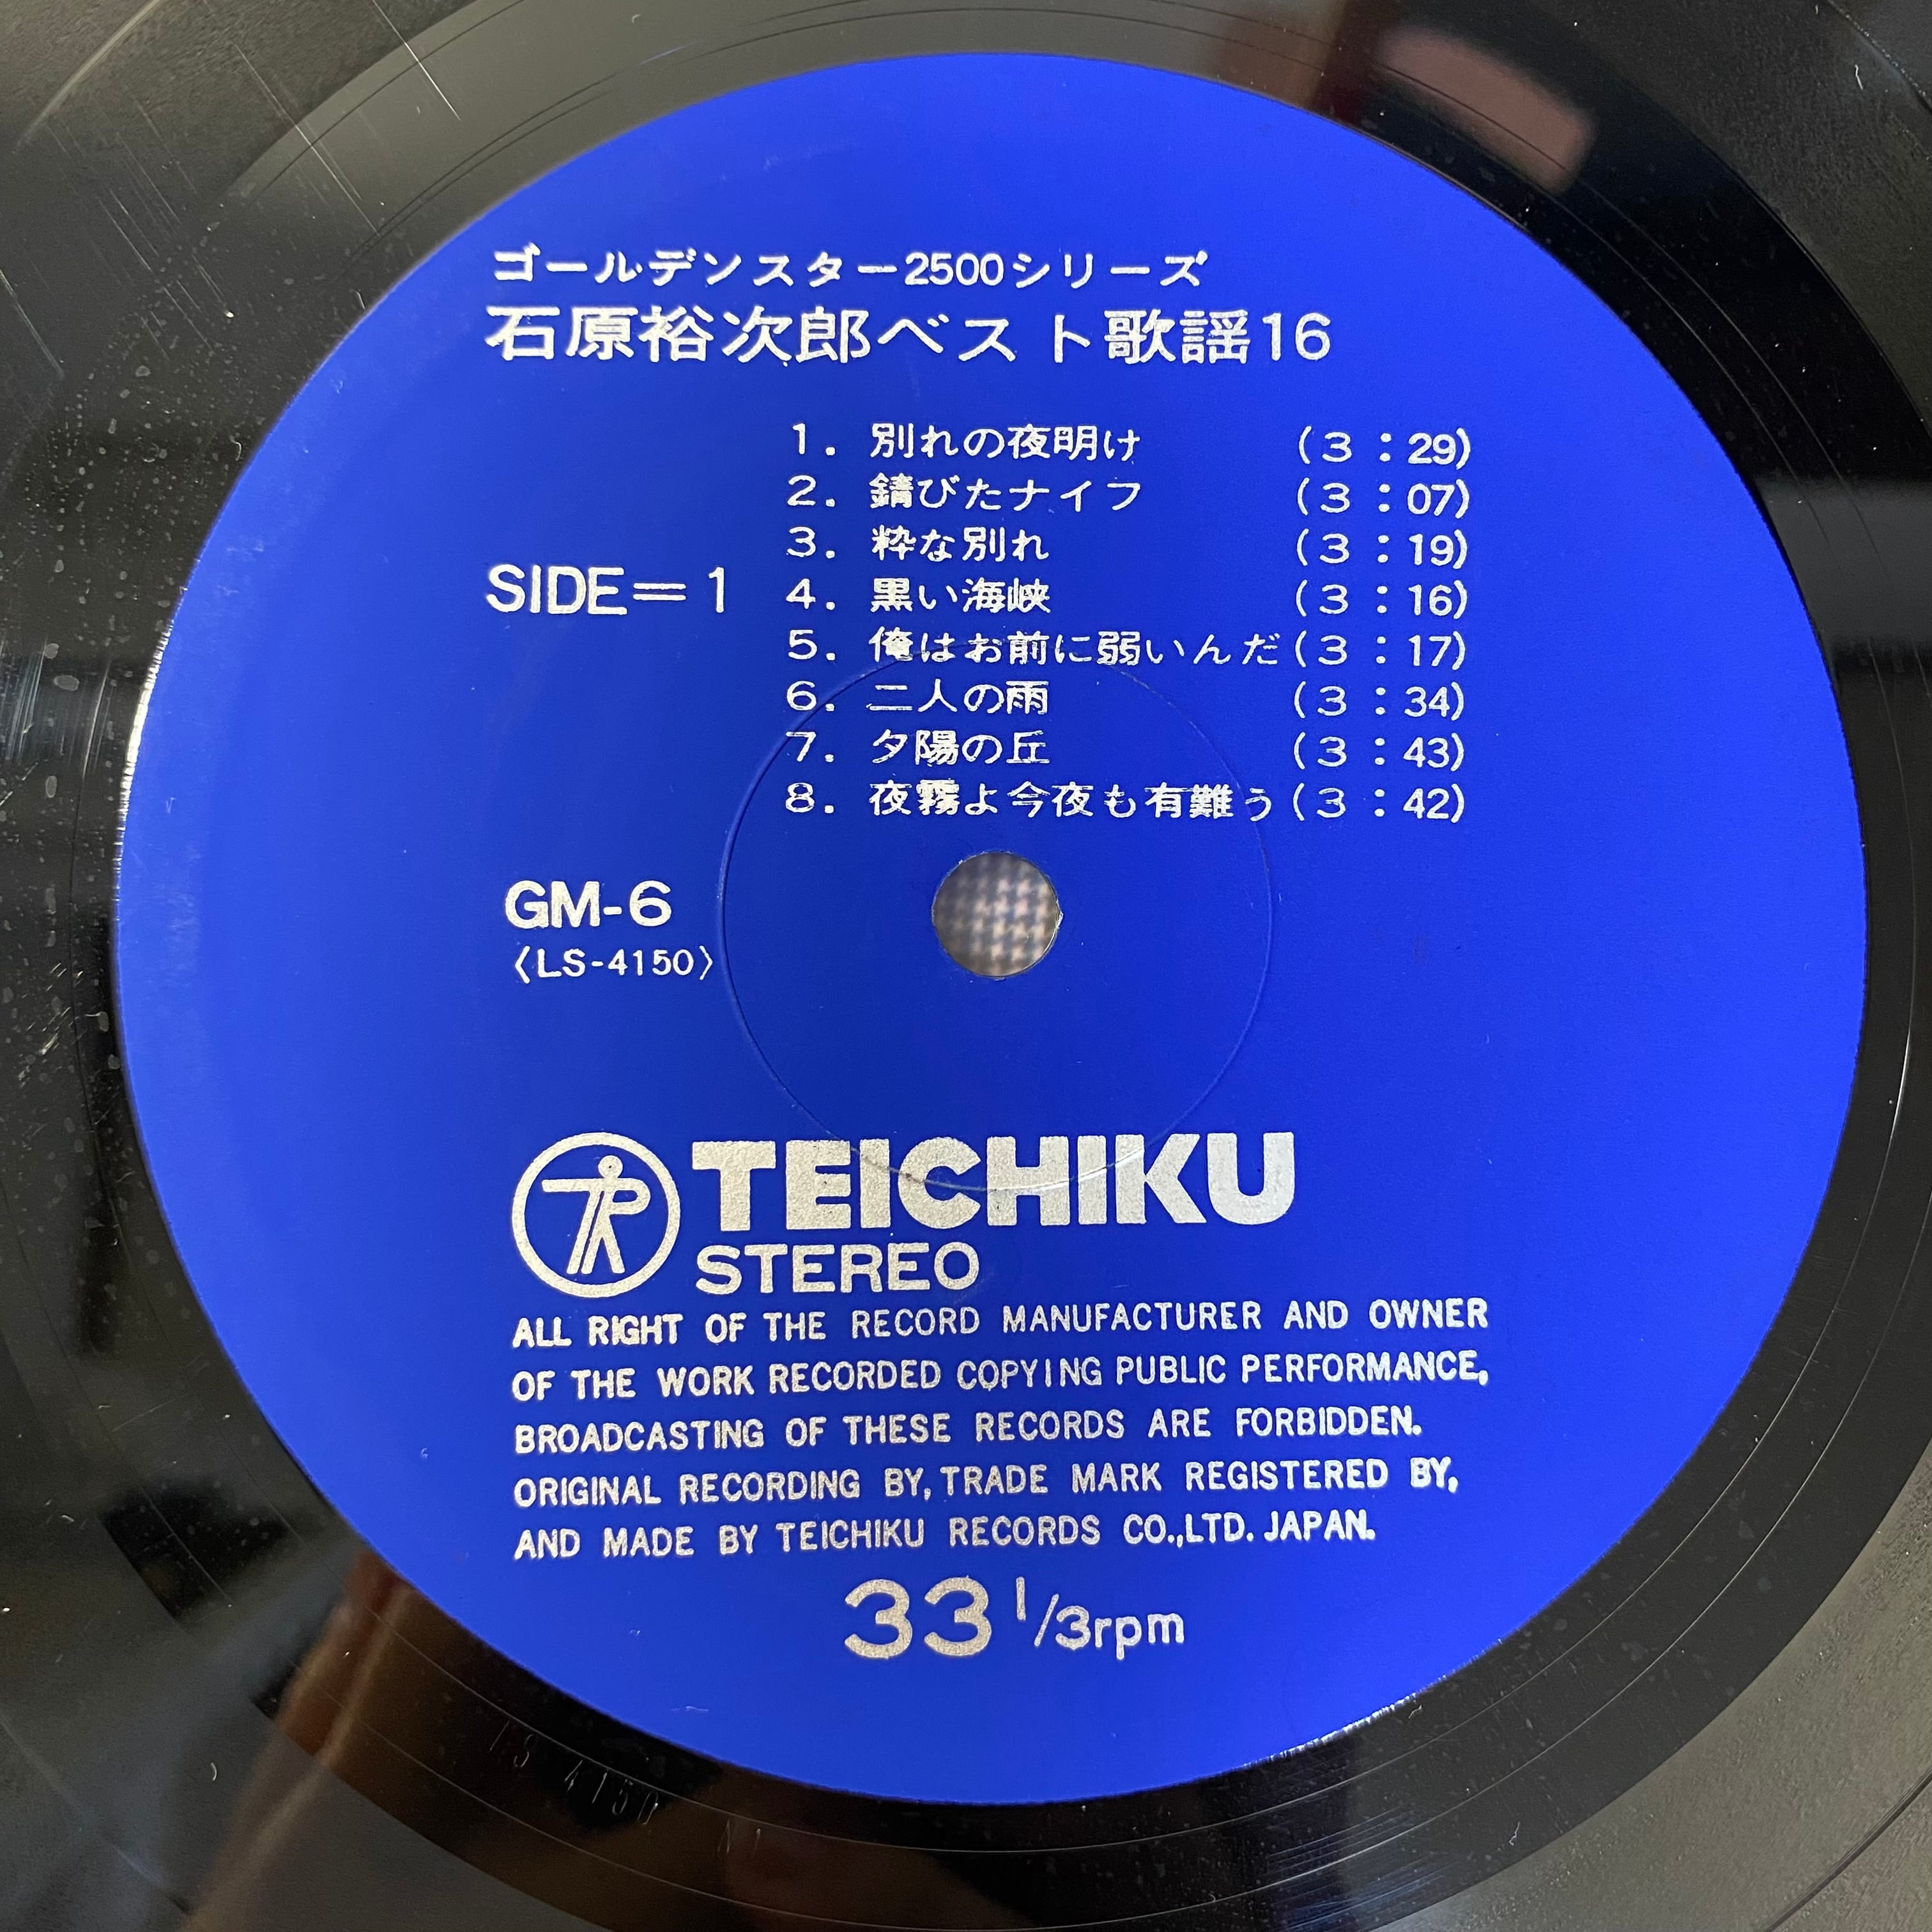 ゴールデンスター2500シリーズ
石原裕次郎ベスト歌謡16
SIDE=1
1. 別れの夜明け (3:29)
2. 錆びたナイフ (3:07)
3. 粋な別れ (3:19)
4. 黒い海峡 (3:16)
5. 俺はお前に弱いんだ (3:17)
6. 二人の雨 (3:34)
7. 夕陽の丘 (3:43)
8. 夜霧よ今夜も有難う (3:42)
GM-6
〈LS-4150〉
TR TEICHIKU
STEREO
ALL RIGHT OF THE RECORD MANUFACTURER AND OWNER
OF THE WORK RECORDED COPYING PUBLIC PERFORMANCE,
BROADCASTING OF THESE RECORDS ARE FORBIDDEN.
ORIGINAL RECORDING BY, TRADE MARK REGISTERED BY,
AND MADE BY TEICHIKU RECORDS CO.,LTD. JAPAN.
33 1/3rpm
LS 4150